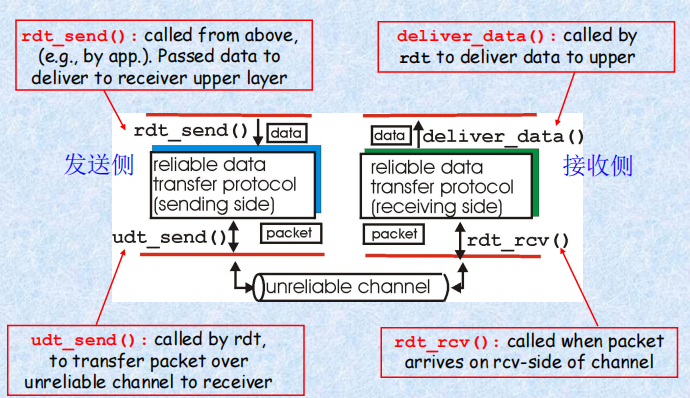 rdt_send(): called from above,
(e.g., by app.). Passed data to
deliver to receiver upper layer
deliver_data(): called by
rdt to deliver data to upper
rdt_send()
data
data
deliver_data()
发送侧
reliable data
transfer protocol
(sending side)
reliable data
transfer protocol
(receiving side)
接收侧
udt_send()
packet
packet
rdt_rcv()
unreliable channel
udt_send(): called by rdt,
to transfer packet over
unreliable channel to receiver
rdt_rcv(): called when packet
arrives on rcv-side of channel